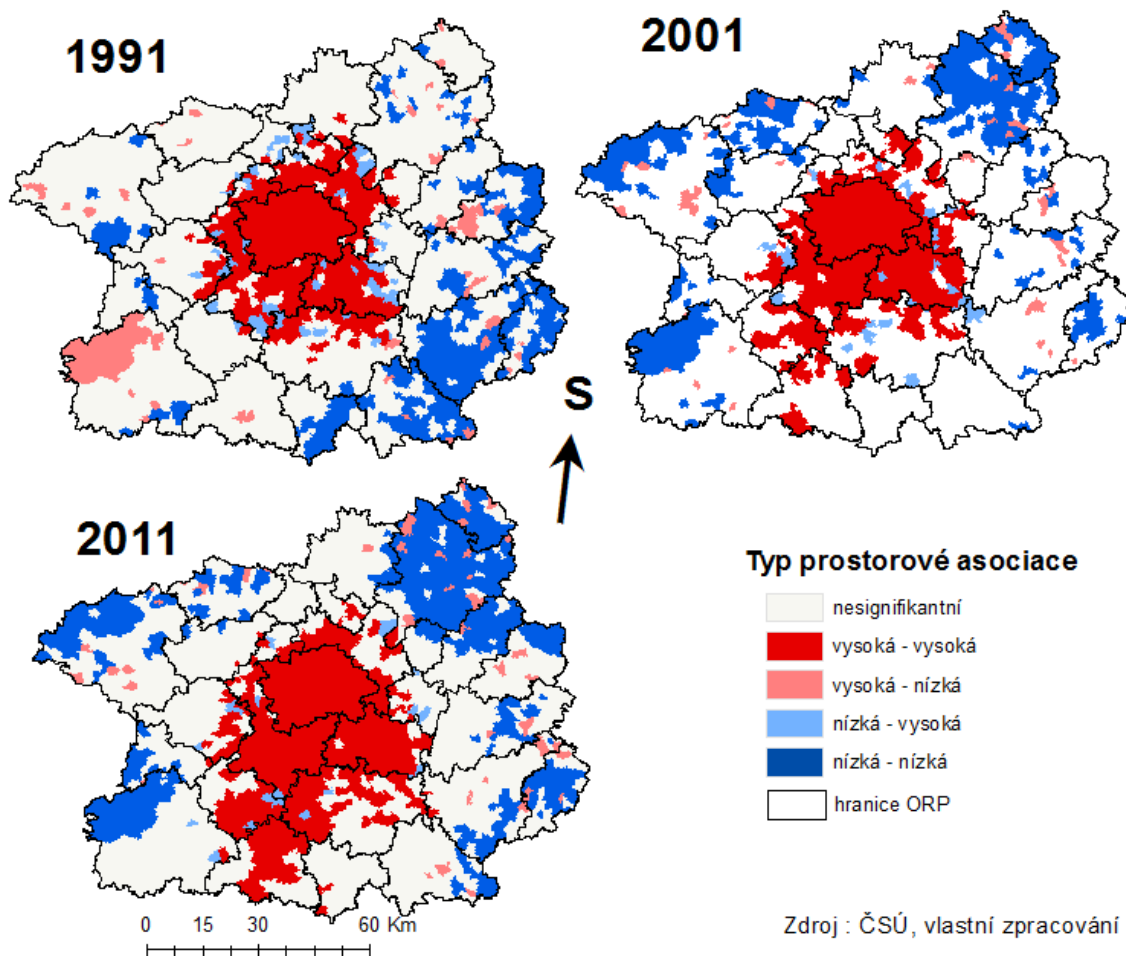 1991
2001
S
2011
Typ prostorové asociace
nesignifikantní
vysoká - vysoká
vysoká - nízká
nízká - vysoká
nízká - nízká
hranice ORP
0 15 30 60 Km
Zdroj : ČSÚ, vlastní zpracování